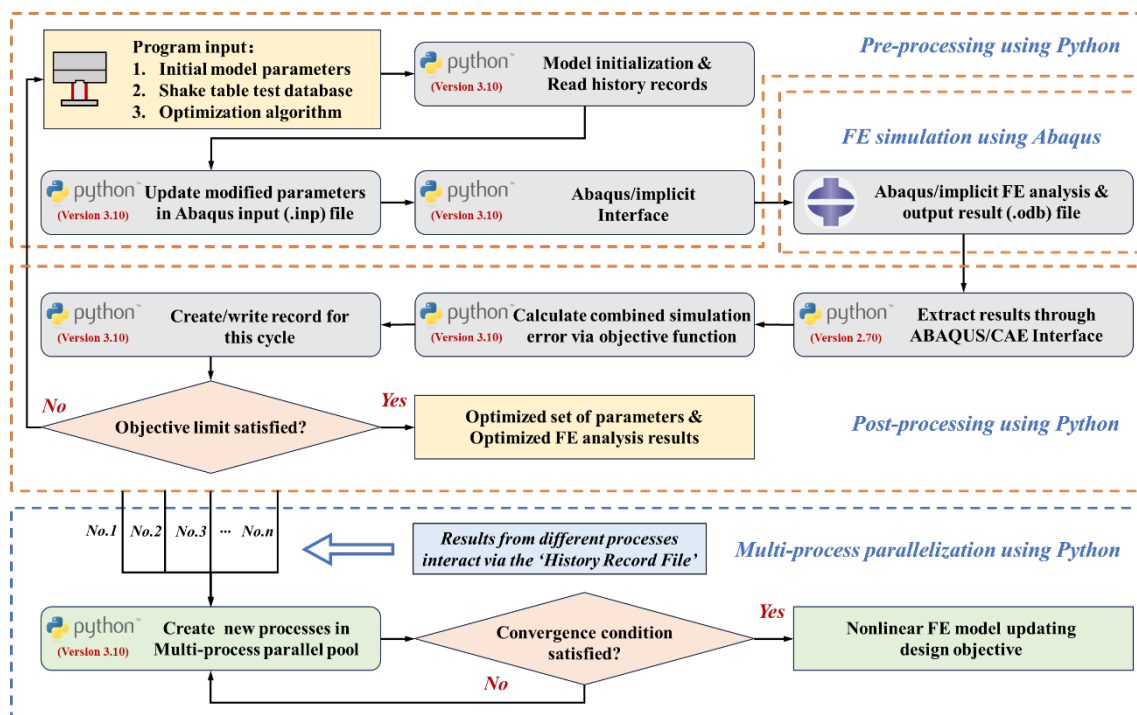 Program input:
1. Initial model parameters
2. Shake table test database
3. Optimization algorithm
python™
(Version 3.10)
Model initialization &
Read history records
Pre-processing using Python
python™
(Version 3.10)
Update modified parameters
in Abaqus input (.inp) file
python™
(Version 3.10)
Abaqus/implicit
Interface
FE simulation using Abaqus
Abaqus/implicit FE analysis &
output result (.odb) file
python™
(Version 3.10)
Create/write record for
this cycle
python™
(Version 3.10)
Calculate combined simulation
error via objective function
python™
(Version 2.70)
Extract results through
ABAQUS/CAE Interface
No
Objective limit satisfied?
Yes
Optimized set of parameters &
Optimized FE analysis results
Post-processing using Python
No.1 No.2 No.3 ... No.n
Results from different processes
interact via the ‘History Record File’
Multi-process parallelization using Python
python™
(Version 3.10)
Create new processes in
Multi-process parallel pool
Convergence condition
satisfied?
Yes
No
Nonlinear FE model updating
design objective